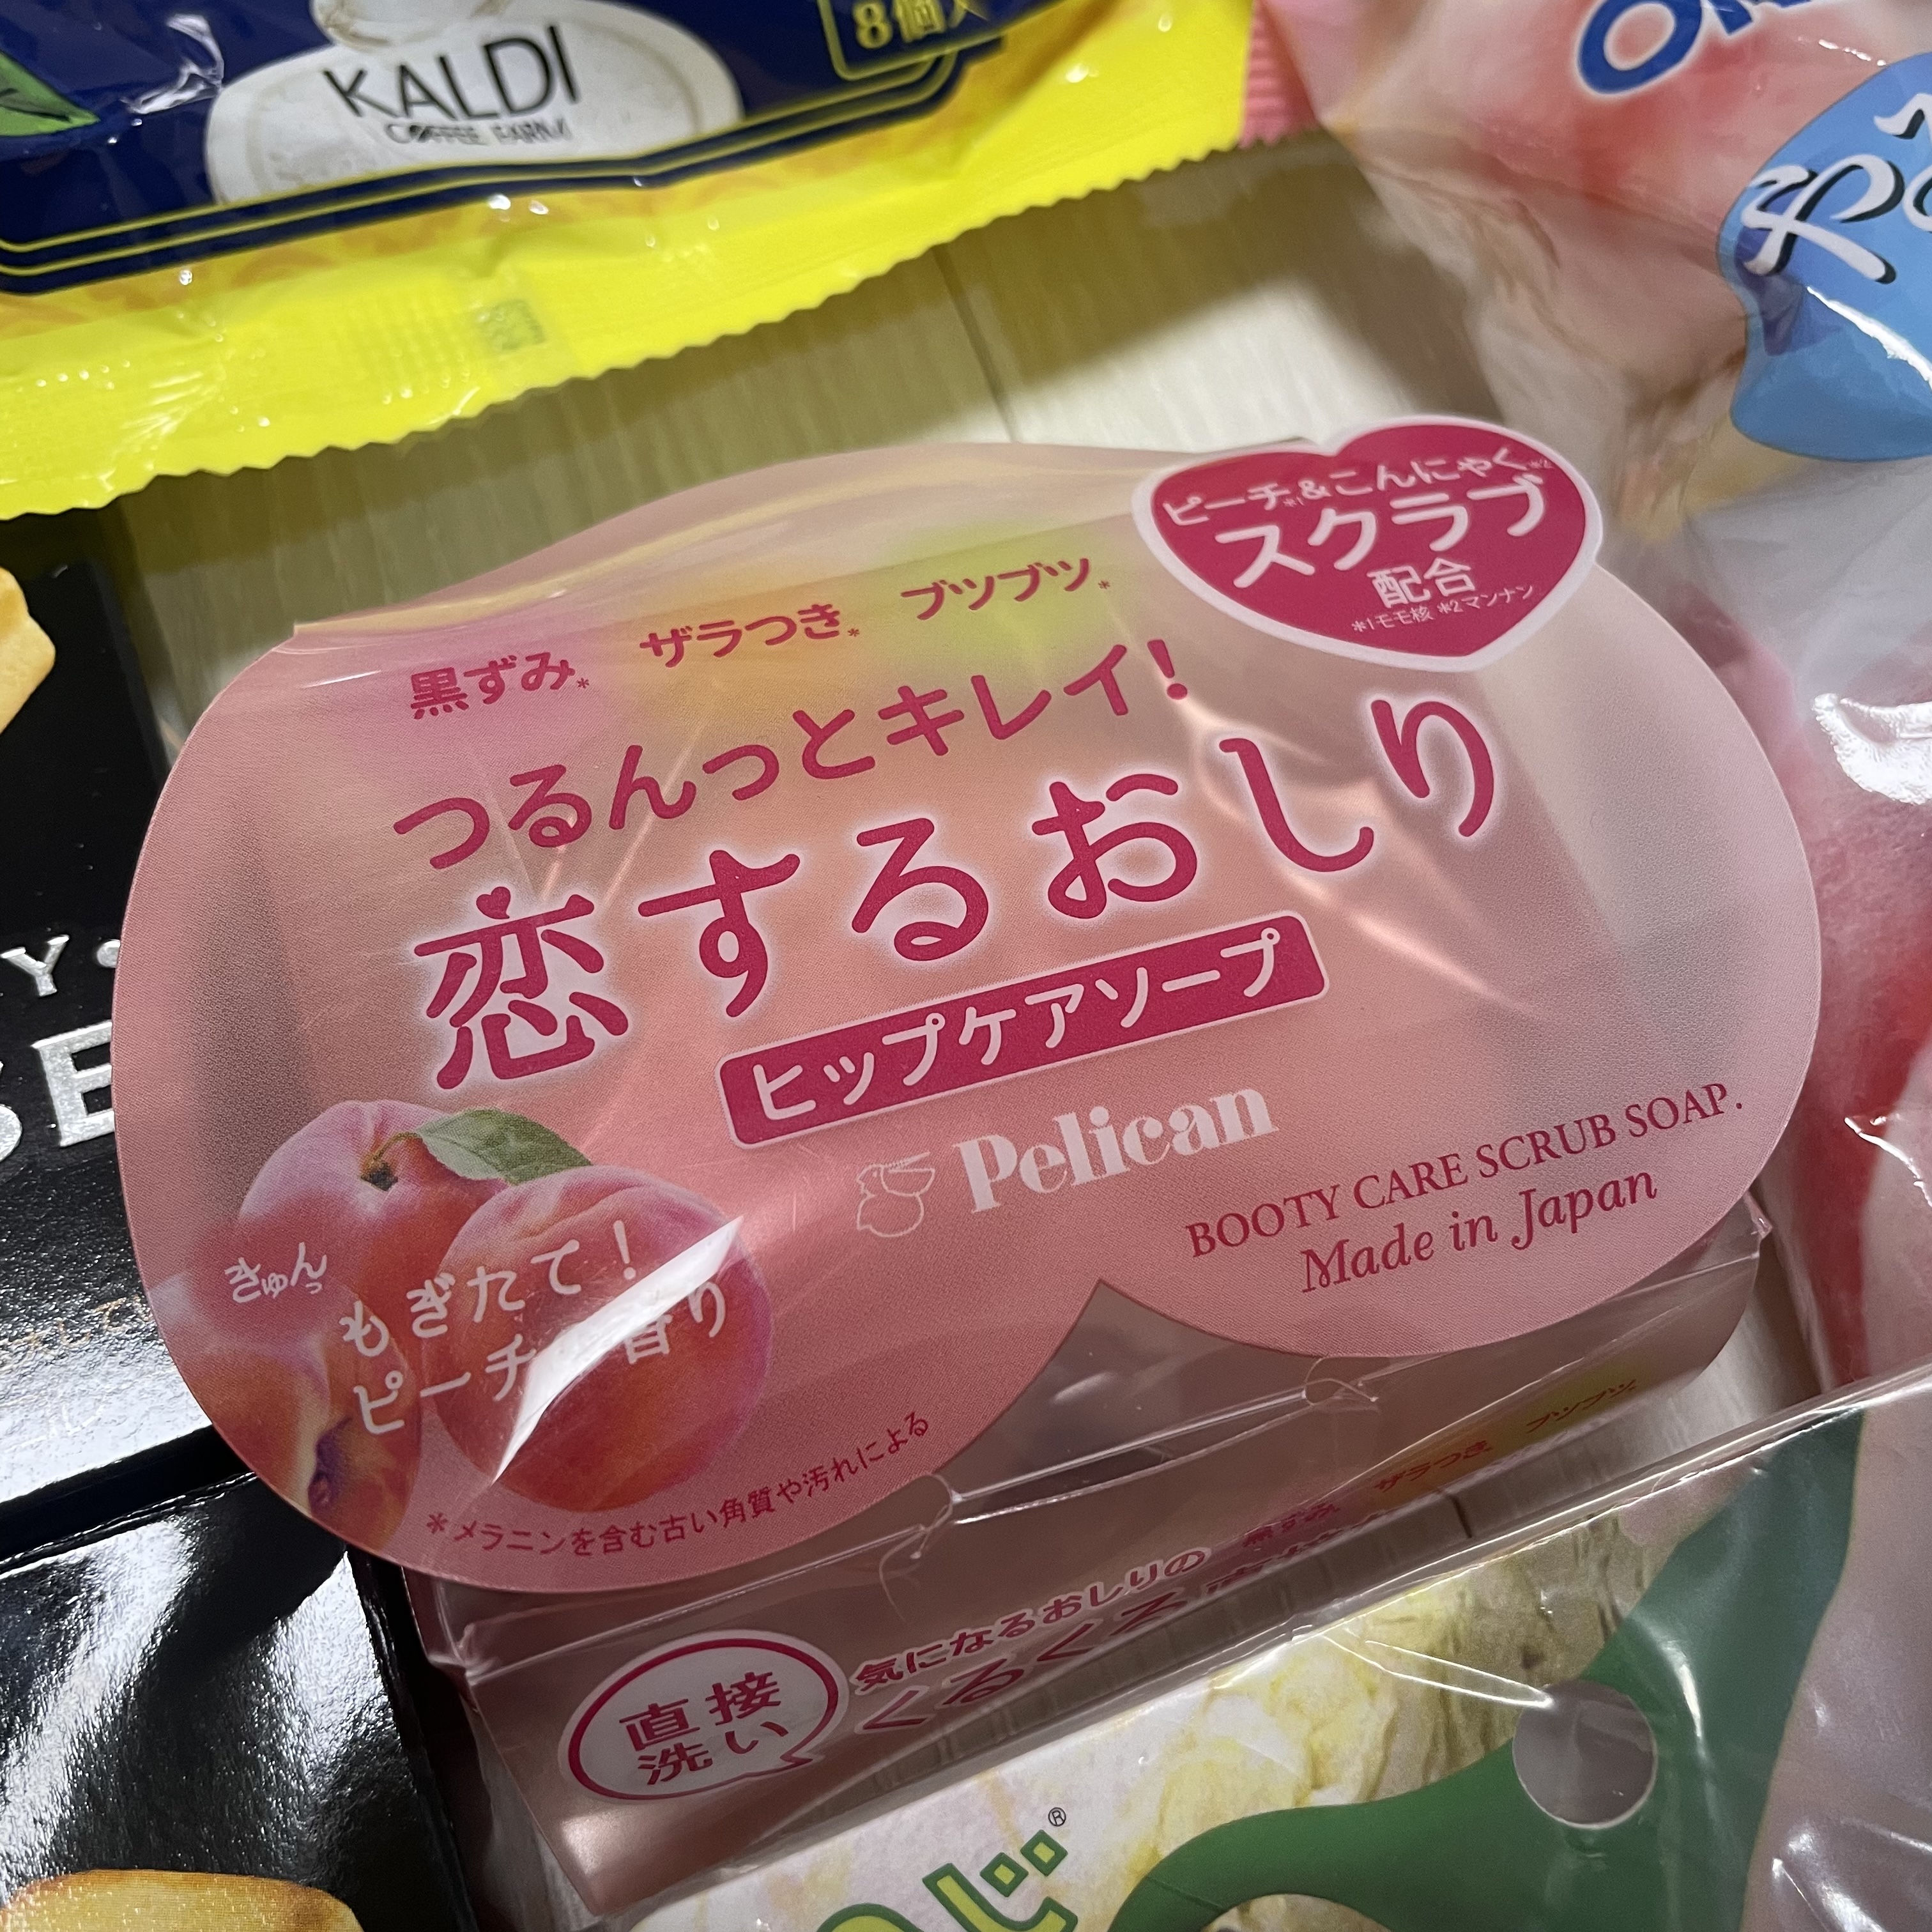 KALDI
COFFEE FARM
8個入
ピーチ*1&こんにゃく*2
スクラブ
配合
*1モモ核 *2マンナン
黒ずみ* ザラつき* ブツブツ*
つるんっとキレイ!
恋するおしり
ヒップケアソープ
Pelican
BOOTY CARE SCRUB SOAP.
Made in Japan
きゅんっ
もぎたて!
ピーチ 香り
*メラニンを含む古い角質や汚れによる
直接
洗い
気になるおしりの 黒ずみ ザラつき ブツブツ
くるくる